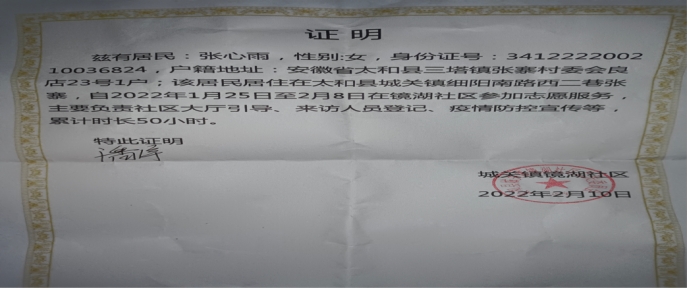 证明
兹有居民：张心雨，性别:女，身份证号：3412222002
10036824，户籍地址：安徽省太和县三塔镇张寨村委会良
店23号1户；该居民居住在太和县城关镇细阳南路西二巷张
寨，自2022年1月25日至2月8日在镜湖社区参加志愿服务，
主要负责社区大厅引导、来访人员登记、疫情防控宣传等，
累计时长50小时。
特此证明
城关镇镜湖社区
2022年2月10日